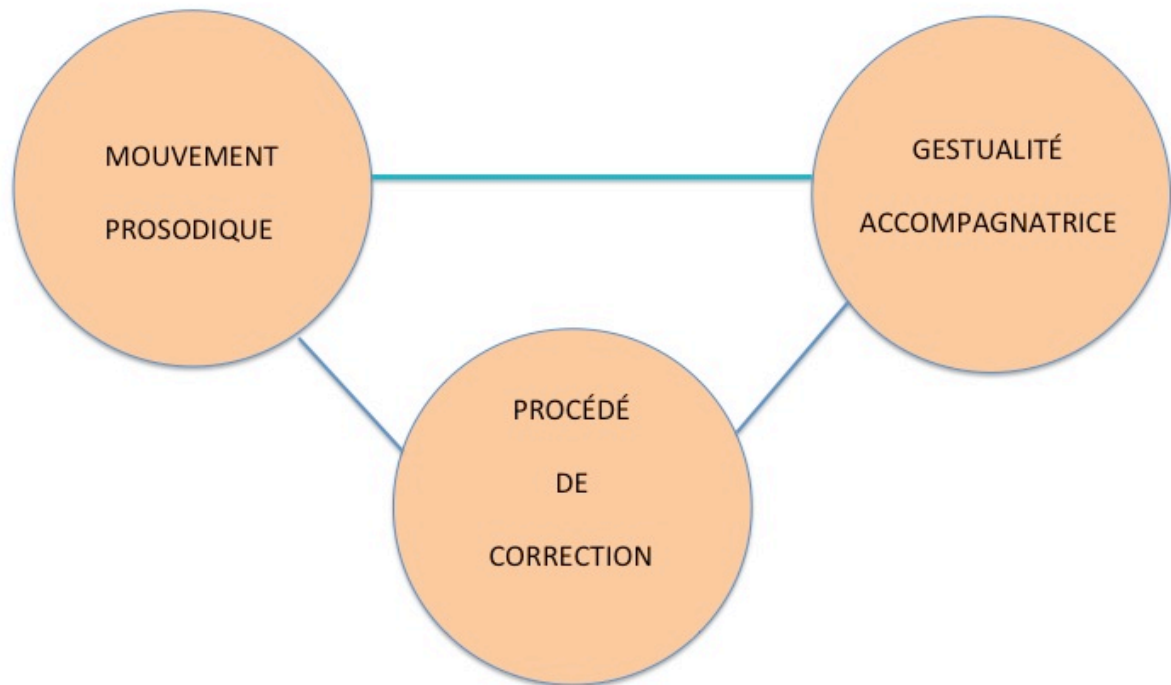 MOUVEMENT
PROSODIQUE
GESTUALITÉ
ACCOMPAGNATRICE
PROCÉDÉ
DE
CORRECTION